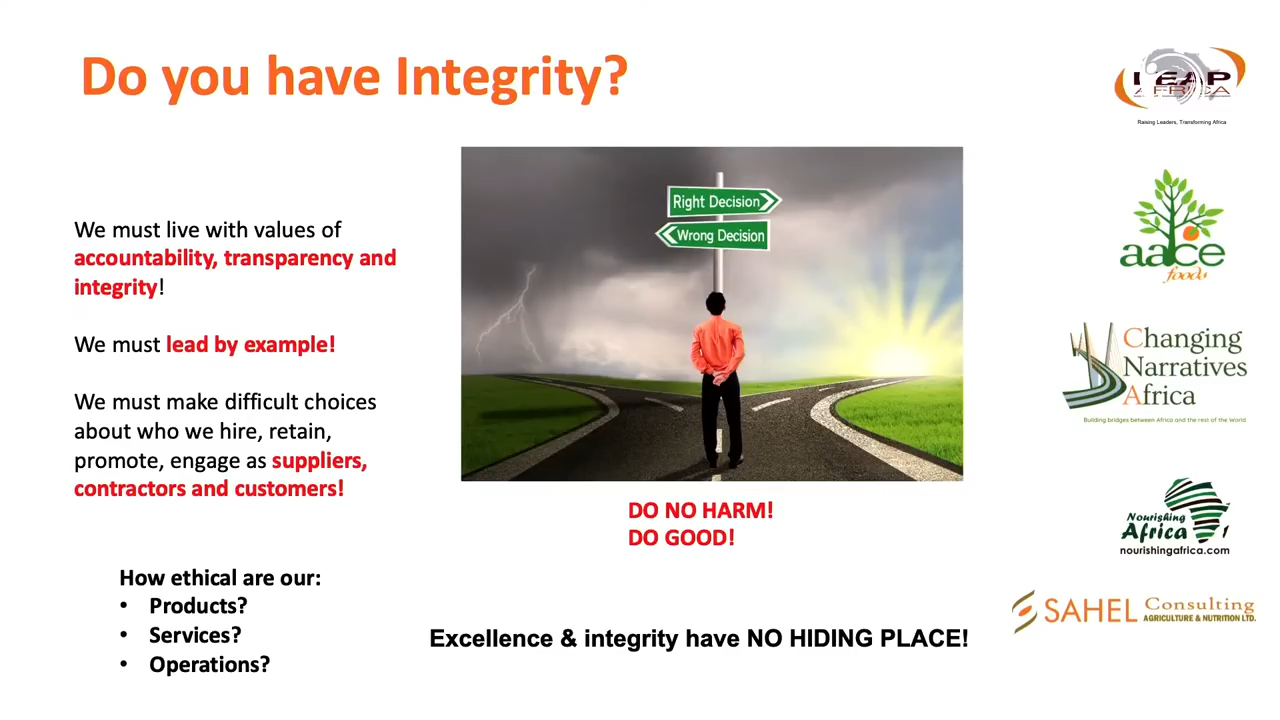 Do you have Integrity?
We must live with values of
accountability, transparency and
integrity!
We must lead by example!
We must make difficult choices
about who we hire, retain,
promote, engage as suppliers,
contractors and customers!
How ethical are our:
• Products?
• Services?
• Operations?
Right Decision
Wrong Decision
DO NO HARM!
DO GOOD!
Excellence & integrity have NO HIDING PLACE!
LEAP
AFRICA
Raising Leaders, Transforming Africa
aace
foods
Changing
Narratives
Africa
Building bridges between Africa and the rest of the World
Nourishing
Africa
nourishingafrica.com
SAHEL Consulting
AGRICULTURE & NUTRITION LTD.